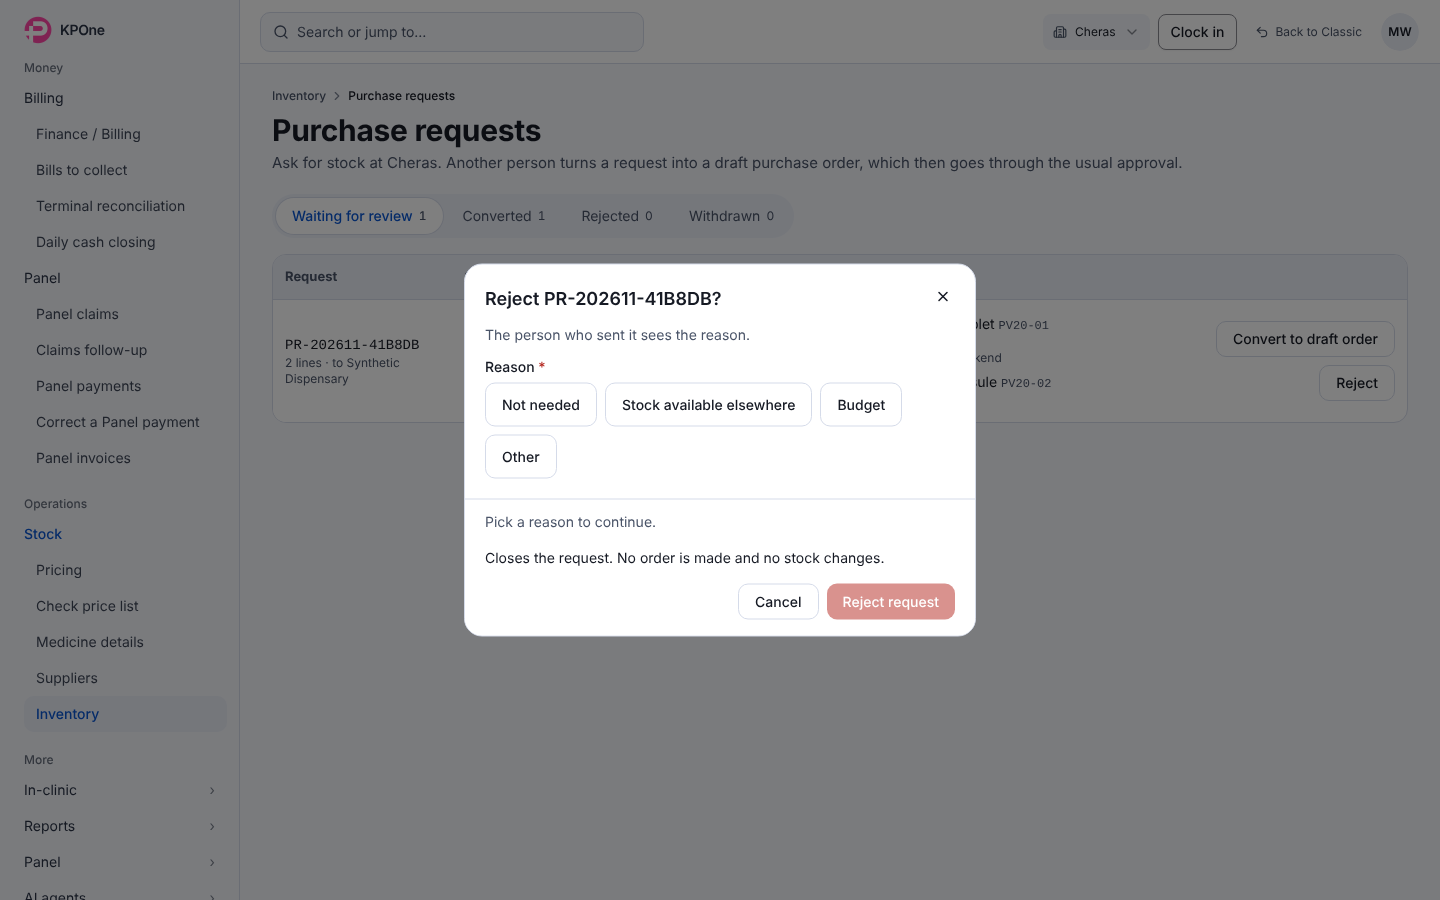 KPOne
Search or jump to...
Cheras
Clock in
Back to Classic
MW
Money
Billing
Finance / Billing
Bills to collect
Terminal reconciliation
Daily cash closing
Panel
Panel claims
Claims follow-up
Panel payments
Correct a Panel payment
Panel invoices
Operations
Stock
Pricing
Check price list
Medicine details
Suppliers
Inventory
More
In-clinic
Reports
Panel
AI agents
Inventory > Purchase requests
Purchase requests
Ask for stock at Cheras. Another person turns a request into a draft purchase order, which then goes through the usual approval.
Waiting for review 1
Converted 1
Rejected 0
Withdrawn 0
Request
PR-202611-41B8DB
2 lines · to Synthetic
Dispensary
PV20-01
PV20-02
Convert to draft order
Reject
Reject PR-202611-41B8DB?
The person who sent it sees the reason.
Reason *
Not needed
Stock available elsewhere
Budget
Other
Pick a reason to continue.
Closes the request. No order is made and no stock changes.
Cancel
Reject request